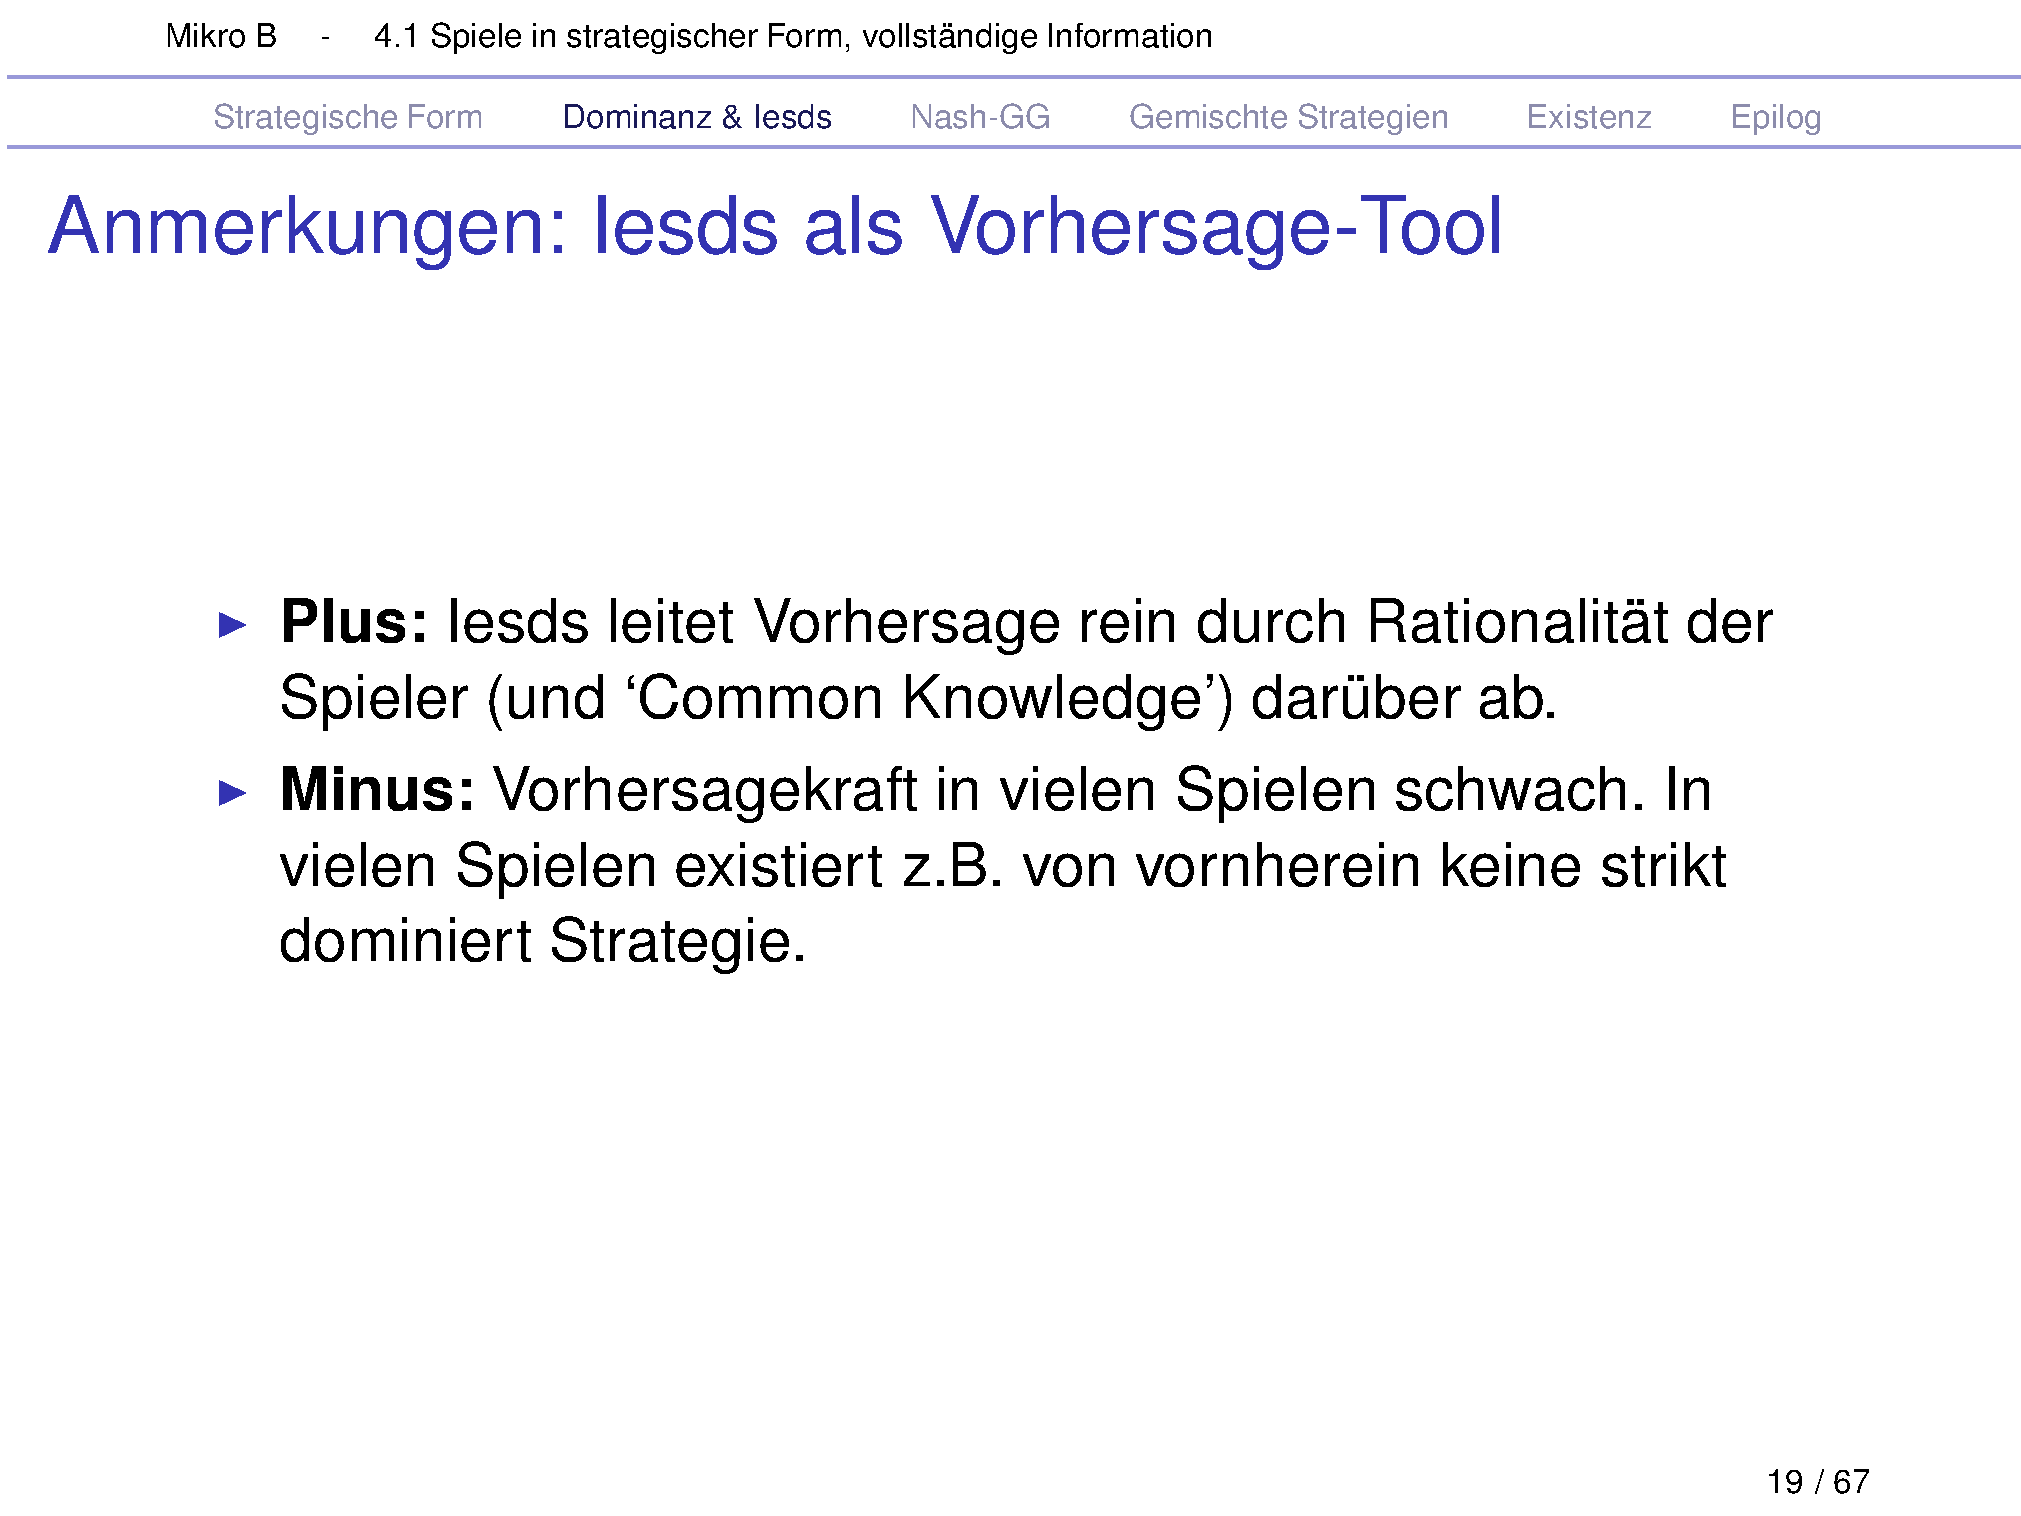 Mikro B - 4.1 Spiele in strategischer Form, vollständige Information
Strategische Form Dominanz & Iesds Nash-GG Gemischte Strategien Existenz Epilog
Anmerkungen: Iesds als Vorhersage-Tool
▶ Plus: Iesds leitet Vorhersage rein durch Rationalität der
Spieler (und ‘Common Knowledge’) darüber ab.
▶ Minus: Vorhersagekraft in vielen Spielen schwach. In
vielen Spielen existiert z.B. von vornherein keine strikt
dominiert Strategie.
19 / 67